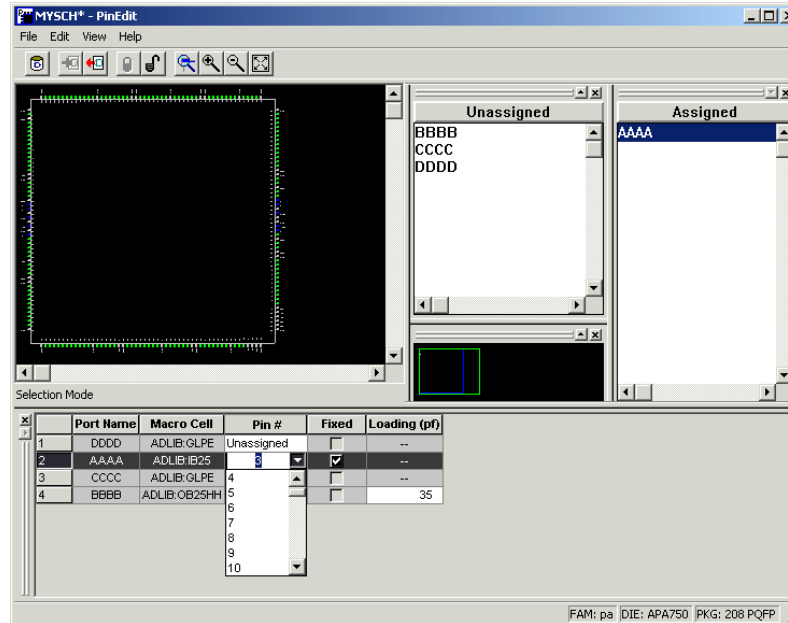 MYSCH* - PinEdit
File Edit View Help
Unassigned
BBBB
CCCC
DDDD
Assigned
AAAA
Selection Mode
Port Name Macro Cell Pin # Fixed Loading (pf)
1 DDDD ADLIB:GLPE Unassigned --
2 AAAA ADLIB:IB25 3 --
3 CCCC ADLIB:GLPE 4 --
4 BBBB ADLIB:OB25HH 5 35
6
7
8
9
10
FAM: pa DIE: APA750 PKG: 208 PQFP